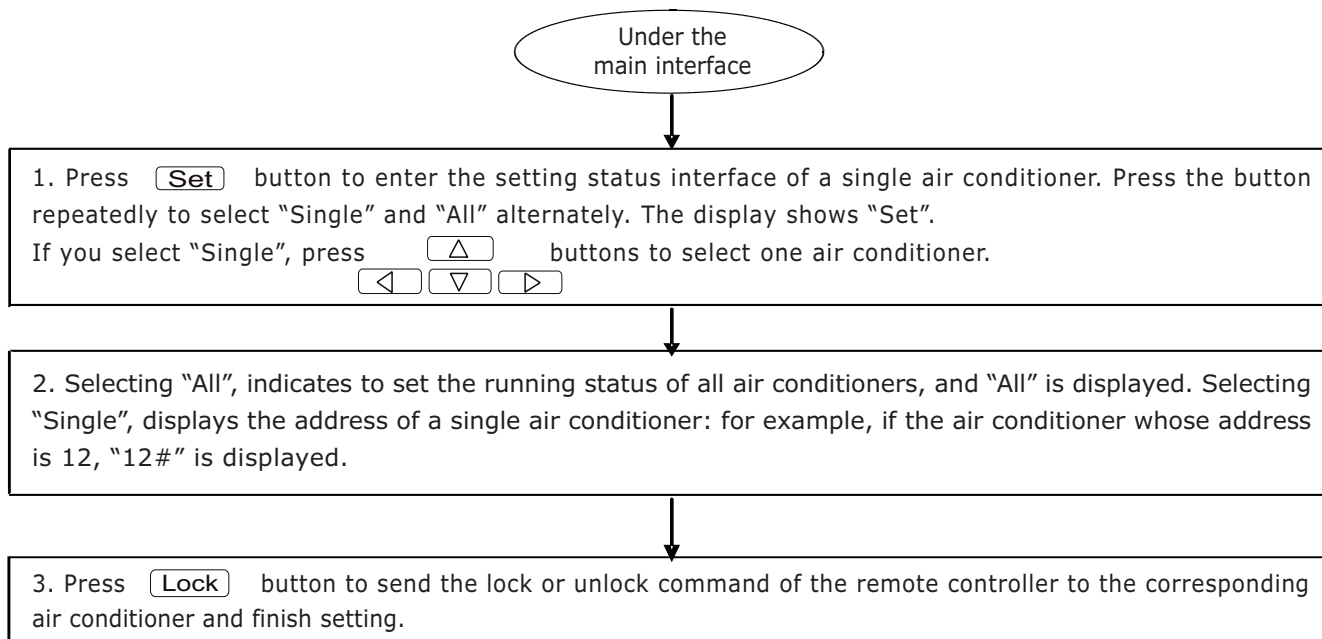 Under the
main interface
1. Press Set button to enter the setting status interface of a single air conditioner. Press the button
repeatedly to select “Single” and “All” alternately. The display shows “Set”.
If you select “Single”, press △ buttons to select one air conditioner.
◁ ▽ ▷
2. Selecting “All”, indicates to set the running status of all air conditioners, and “All” is displayed. Selecting
“Single”, displays the address of a single air conditioner: for example, if the air conditioner whose address
is 12, “12#” is displayed.
3. Press Lock button to send the lock or unlock command of the remote controller to the corresponding
air conditioner and finish setting.